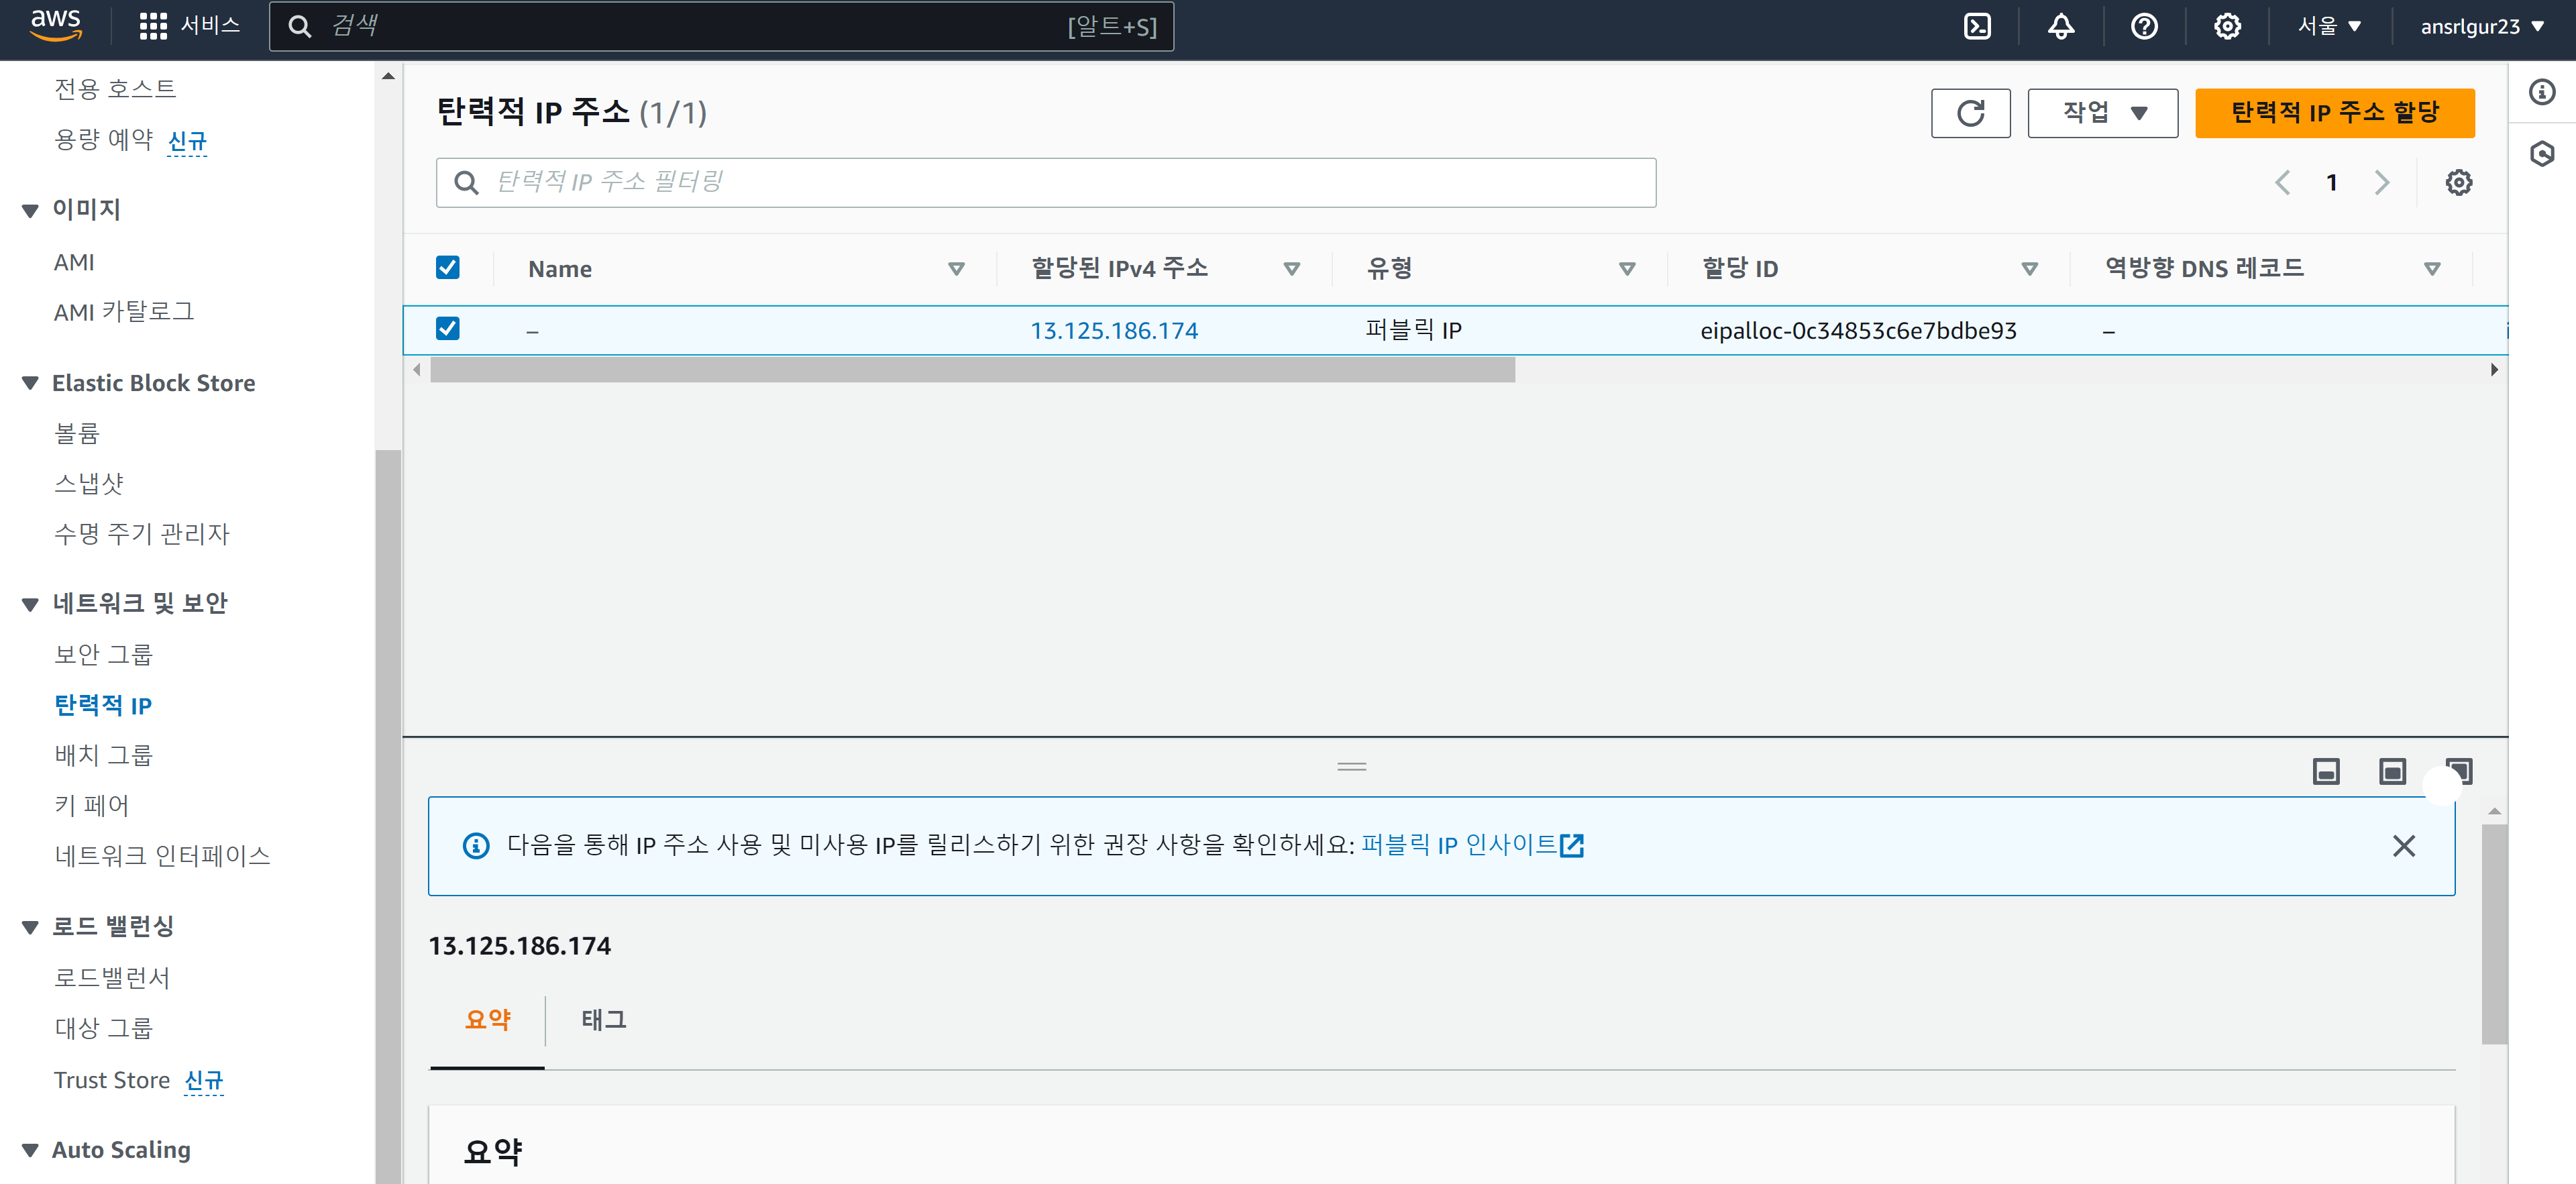 aws
서비스
검색
[알트+S]
서울
ansrlgur23
전용 호스트
용량 예약 신규
이미지
AMI
AMI 카탈로그
Elastic Block Store
볼륨
스냅샷
수명 주기 관리자
네트워크 및 보안
보안 그룹
탄력적 IP
배치 그룹
키 페어
네트워크 인터페이스
로드 밸런싱
로드밸런서
대상 그룹
Trust Store 신규
Auto Scaling
탄력적 IP 주소 (1/1)
작업
탄력적 IP 주소 할당
탄력적 IP 주소 필터링
1
Name 할당된 IPv4 주소 유형 할당 ID 역방향 DNS 레코드
– 13.125.186.174 퍼블릭 IP eipalloc-0c34853c6e7bdbe93 –
다음을 통해 IP 주소 사용 및 미사용 IP를 릴리스하기 위한 권장 사항을 확인하세요: 퍼블릭 IP 인사이트
13.125.186.174
요약
태그
요약